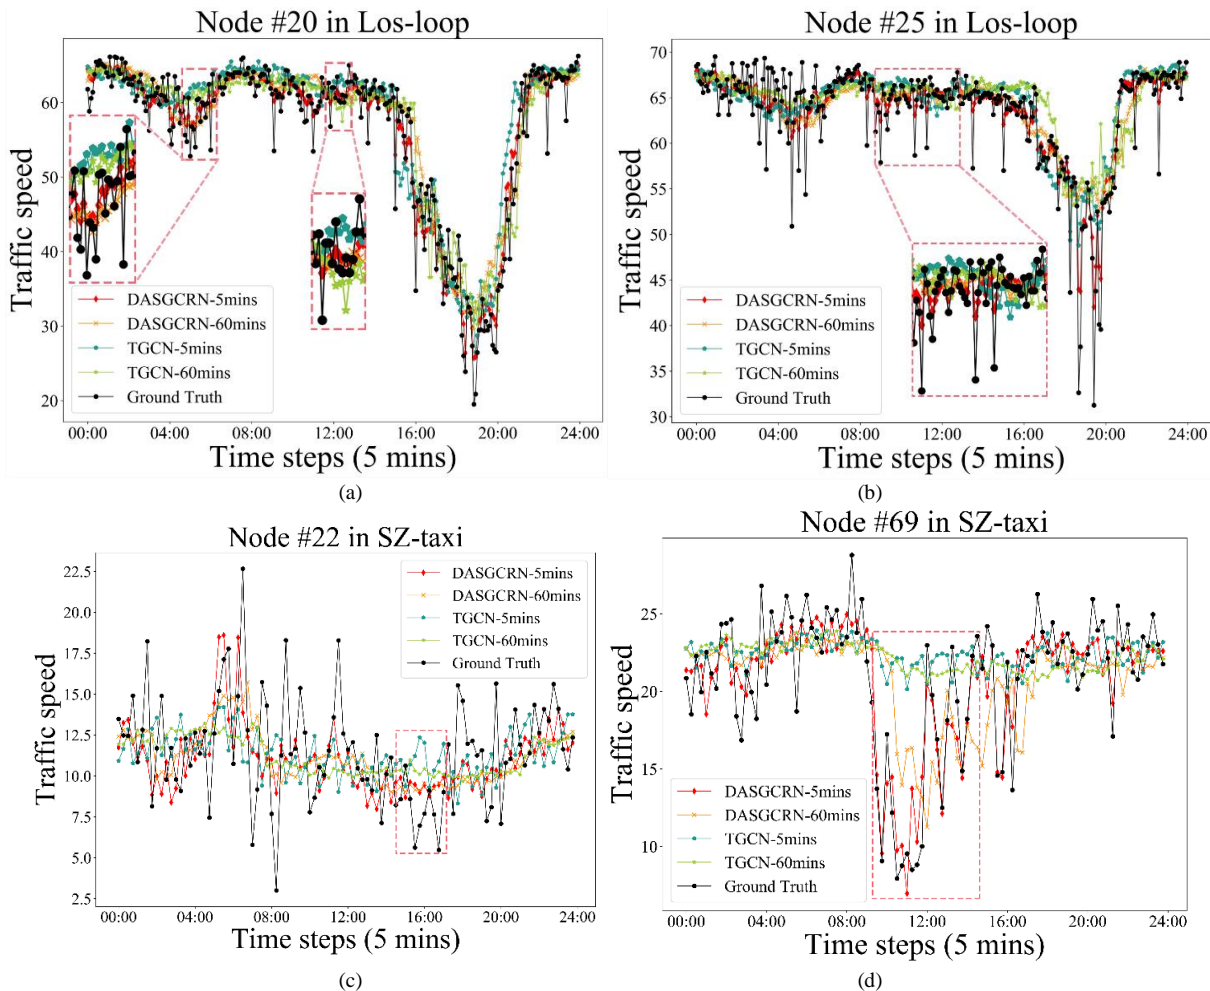 Node #20 in Los-loop
Traffic speed
60
50
40
30
20
DASGCRN-5mins
DASGCRN-60mins
TGCN-5mins
TGCN-60mins
Ground Truth
00:00 04:00 08:00 12:00 16:00 20:00 24:00
Time steps (5 mins)
(a)
Node #25 in Los-loop
Traffic speed
70
65
60
55
50
45
40
35
30
DASGCRN-5mins
DASGCRN-60mins
TGCN-5mins
TGCN-60mins
Ground Truth
00:00 04:00 08:00 12:00 16:00 20:00 24:00
Time steps (5 mins)
(b)
Node #22 in SZ-taxi
Traffic speed
22.5
20.0
17.5
15.0
12.5
10.0
7.5
5.0
2.5
DASGCRN-5mins
DASGCRN-60mins
TGCN-5mins
TGCN-60mins
Ground Truth
00:00 04:00 08:00 12:00 16:00 20:00 24:00
Time steps (5 mins)
(c)
Node #69 in SZ-taxi
Traffic speed
25
20
15
10
DASGCRN-5mins
DASGCRN-60mins
TGCN-5mins
TGCN-60mins
Ground Truth
00:00 04:00 08:00 12:00 16:00 20:00 24:00
Time steps (5 mins)
(d)